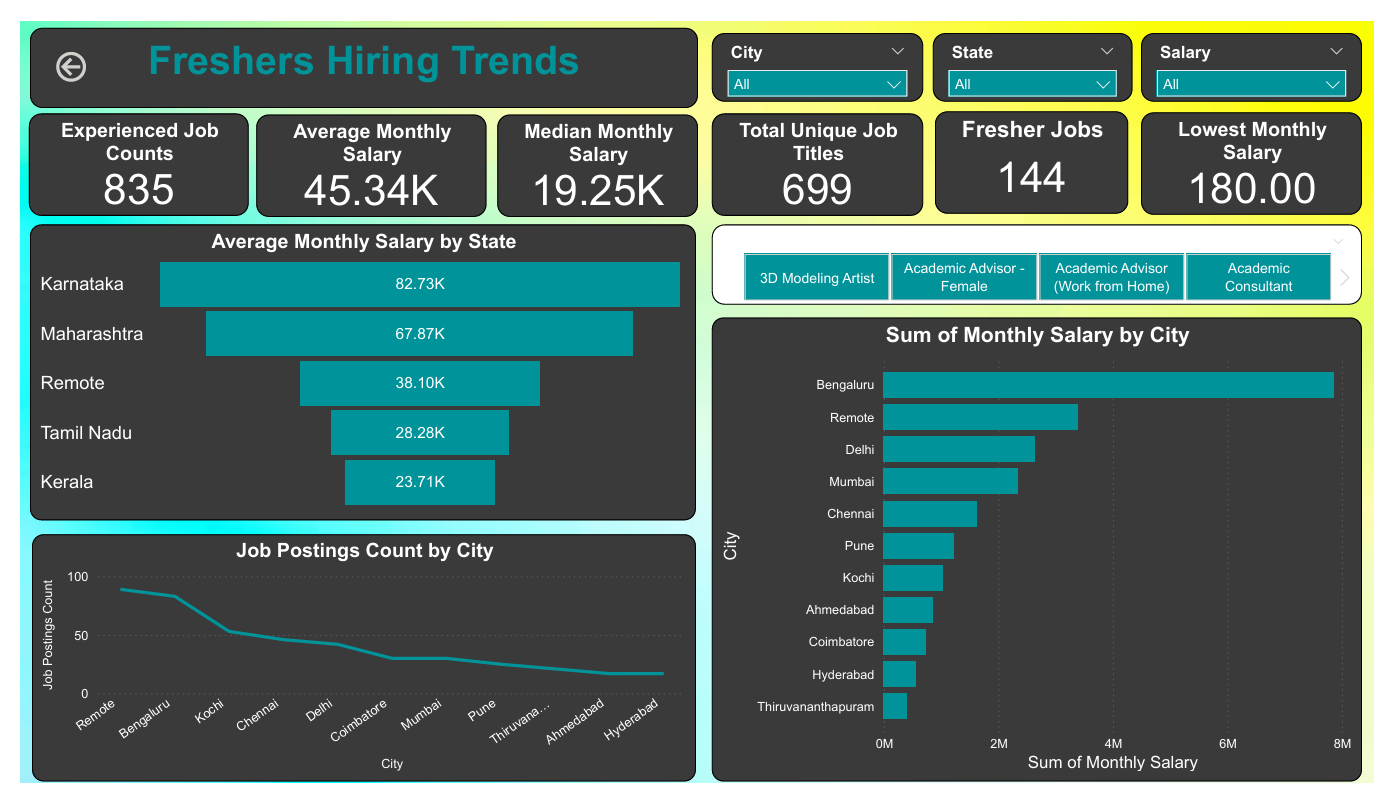 Freshers Hiring Trends
City
All
State
All
Salary
All
Experienced Job
Counts
835
Average Monthly
Salary
45.34K
Median Monthly
Salary
19.25K
Total Unique Job
Titles
699
Fresher Jobs
144
Lowest Monthly
Salary
180.00
Average Monthly Salary by State
Karnataka
82.73K
Maharashtra
67.87K
Remote
38.10K
Tamil Nadu
28.28K
Kerala
23.71K
3D Modeling Artist
Academic Advisor -
Female
Academic Advisor
(Work from Home)
Academic
Consultant
Job Postings Count by City
Job Postings Count
100
50
0
Remote
Bengaluru
Kochi
Chennai
Delhi
Coimbatore
Mumbai
Pune
Thiruvana...
Ahmedabad
Hyderabad
City
Sum of Monthly Salary by City
City
Bengaluru
Remote
Delhi
Mumbai
Chennai
Pune
Kochi
Ahmedabad
Coimbatore
Hyderabad
Thiruvananthapuram
0M
2M
4M
6M
8M
Sum of Monthly Salary